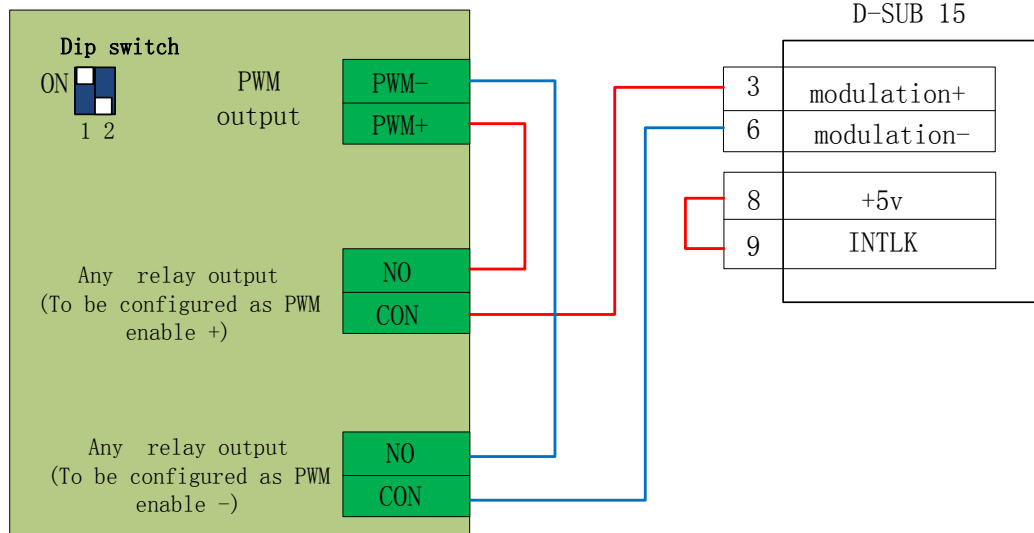 D-SUB 15
Dip switch
ON
1 2
PWM
output
PWM-
PWM+
3 modulation+
6 modulation-
8 +5v
9 INTLK
Any relay output
(To be configured as PWM
enable +)
NO
CON
Any relay output
(To be configured as PWM
enable -)
NO
CON